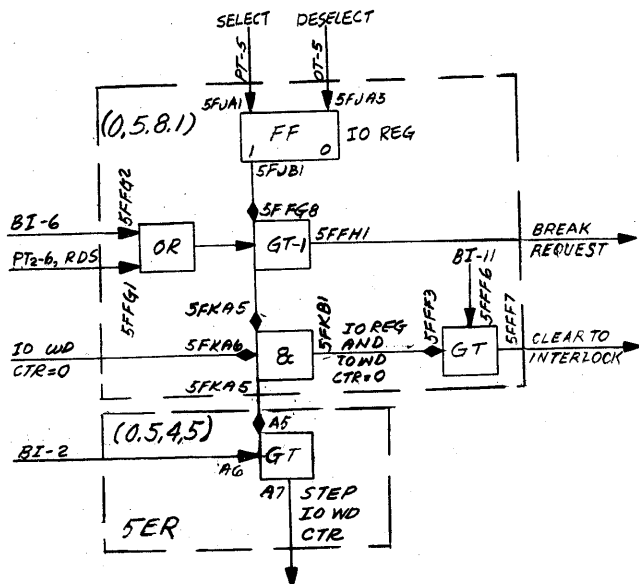 SELECT DESELECT
PT-5
OT-5
5FJA1 5FJA3
(0,5.8.1)
FF
1 0
IO REG
5FJB1
5FFG2
5FFG8
BI-6
OR
GT-1
5FFH1
BREAK
REQUEST
PT2-6, RDS
5FFG1
BI-11
5FKA5
5FKB1
5FFF3
5FFF6
5FFF7
IO WD
CTR=0
5FKA6
&
IO REG
AND
IO WD
CTR=0
GT
CLEAR TO
INTERLOCK
5FKA5
(0.5,4,5)
A5
BI-2
A6
GT
A7
STEP
IO WD
CTR
5ER